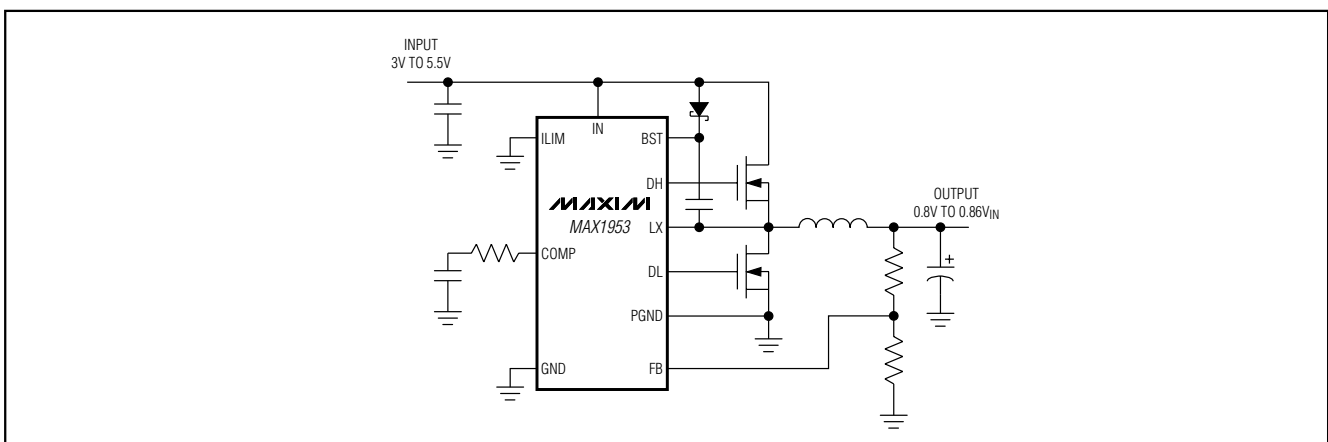 INPUT
3V TO 5.5V
IN
ILIM
BST
DH
MAXIM
MAX1953
LX
OUTPUT
0.8V TO 0.86VIN
COMP
DL
PGND
GND
FB
+